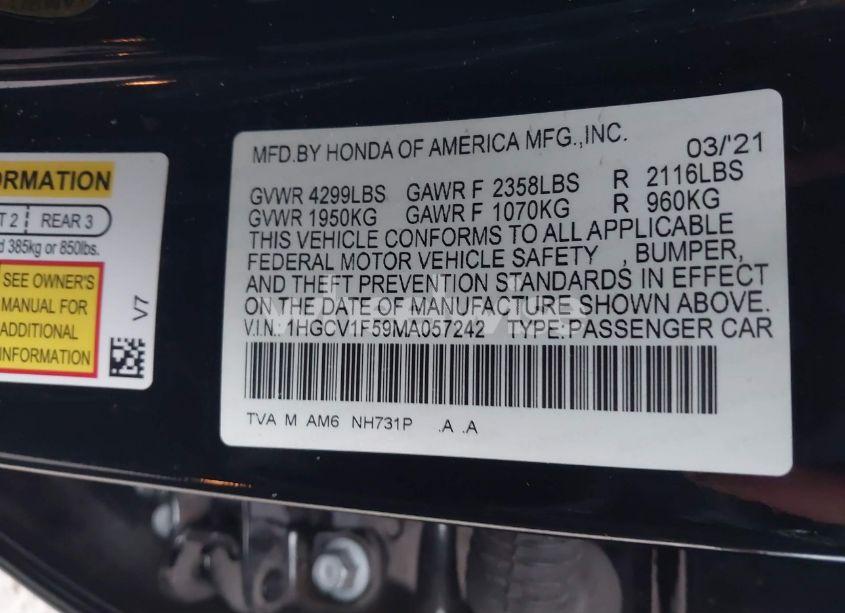 ORMATION
T 2 REAR 3
d 385kg or 850lbs.
SEE OWNER'S
MANUAL FOR
ADDITIONAL
INFORMATION
V7
MFD.BY HONDA OF AMERICA MFG.,INC. 03/'21
GVWR 4299LBS GAWR F 2358LBS R 2116LBS
GVWR 1950KG GAWR F 1070KG R 960KG
THIS VEHICLE CONFORMS TO ALL APPLICABLE
FEDERAL MOTOR VEHICLE SAFETY , BUMPER,
AND THEFT PREVENTION STANDARDS IN EFFECT
ON THE DATE OF MANUFACTURE SHOWN ABOVE.
V.I.N.: 1HGCV1F59MA057242 TYPE:PASSENGER CAR
TVA M AM6 NH731P .A .A